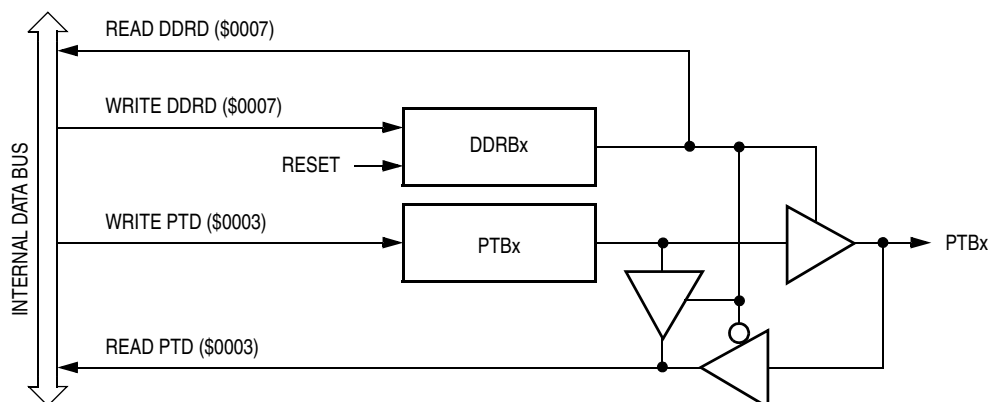 READ DDRD ($0007)
WRITE DDRD ($0007)
DDRBx
RESET
WRITE PTD ($0003)
PTBx
PTBx
READ PTD ($0003)
INTERNAL DATA BUS